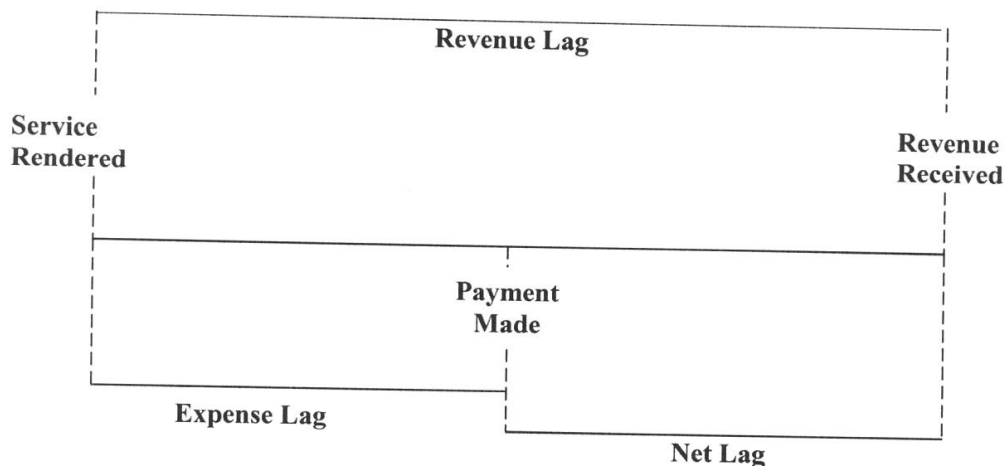 Revenue Lag
Service
Rendered
Revenue
Received
Payment
Made
Expense Lag
Net Lag